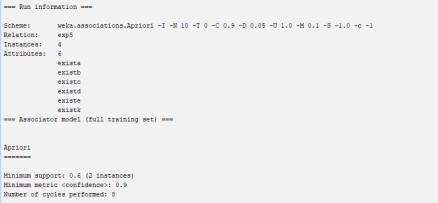 === Run information ===
Scheme: weka.associations.Apriori -I -N 10 -T 0 -C 0.9 -D 0.05 -U 1.0 -M 0.1 -S -1.0 -c -1
Relation: exp5
Instances: 4
Attributes: 6
exista
existb
existc
existd
existe
existk
=== Associator model (full training set) ===
Apriori
=======
Minimum support: 0.6 (2 instances)
Minimum metric <confidence>: 0.9
Number of cycles performed: 8